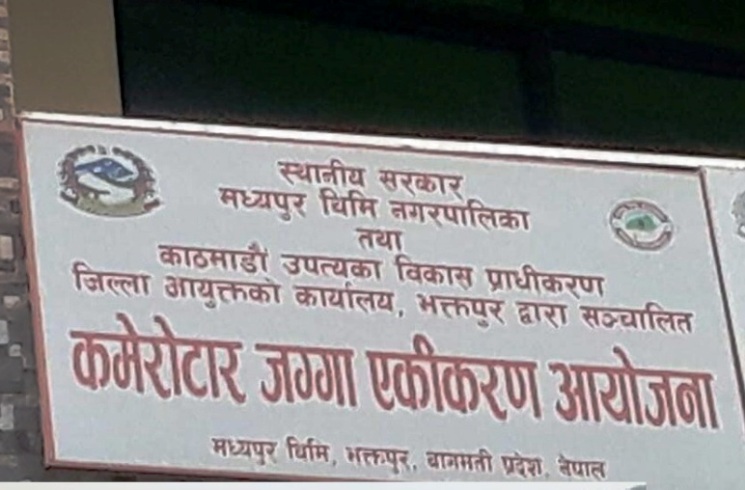 स्थानीय सरकार
मध्यपुर थिमि नगरपालिका
तथा
काठमाडौं उपत्यका विकास प्राधीकरण
जिल्ला आयुक्तको कार्यालय, भक्तपुर द्वारा सञ्चालित
कमेरोटार जग्गा एकीकरण आयोजना
मध्यपुर थिमि, भक्तपुर, बागमती प्रदेश, नेपाल